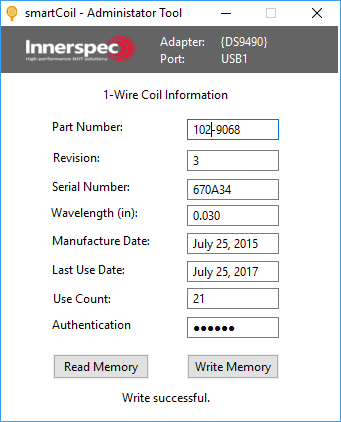 smartCoil - Administator Tool
Innerspec
High-performance NDT solutions
Adapter: {DS9490}
Port: USB1
1-Wire Coil Information
Part Number: 102-9068
Revision: 3
Serial Number: 670A34
Wavelength (in): 0.030
Manufacture Date: July 25, 2015
Last Use Date: July 25, 2017
Use Count: 21
Authentication ●●●●●●
Read Memory Write Memory
Write successful.